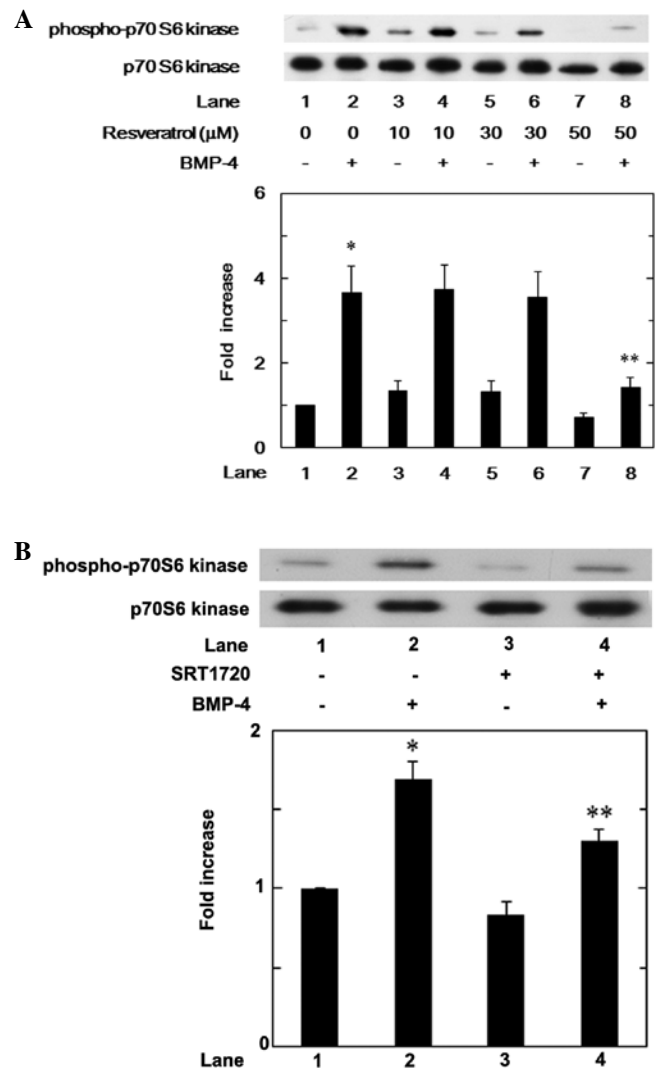 A
phospho-p70 S6 kinase
p70 S6 kinase
Lane 1 2 3 4 5 6 7 8
Resveratrol (μM) 0 0 10 10 30 30 50 50
BMP-4 - + - + - + - +
6
4
2
0
Fold increase
*
**
Lane 1 2 3 4 5 6 7 8
B
phospho-p70S6 kinase
p70S6 kinase
Lane 1 2 3 4
SRT1720 - - + +
BMP-4 - + - +
2
1
0
Fold increase
*
**
Lane 1 2 3 4